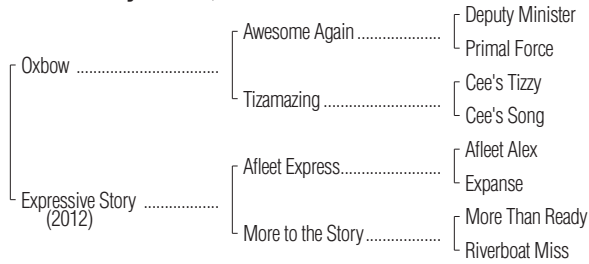 Deputy Minister
Awesome Again ..................
Primal Force
Oxbow ...............................
Cee's Tizzy
Tizamazing .........................
Cee's Song
Afleet Alex
Afleet Express......................
Expanse
Expressive Story ................
(2012)
More Than Ready
More to the Story.................
Riverboat Miss